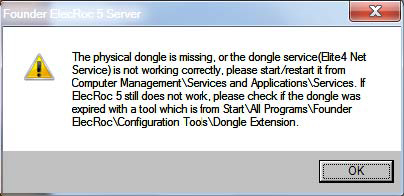 Founder ElecRoc 5 Server
The physical dongle is missing, or the dongle service(Elite4 Net
Service) is not working correctly, please start/restart it from
Computer Management\Services and Applications\Services. If
ElecRoc 5 still does not work, please check if the dongle was
expired with a tool which is from Start\All Programs\Founder
ElecRoc\Configuration Tools\Dongle Extension.
OK